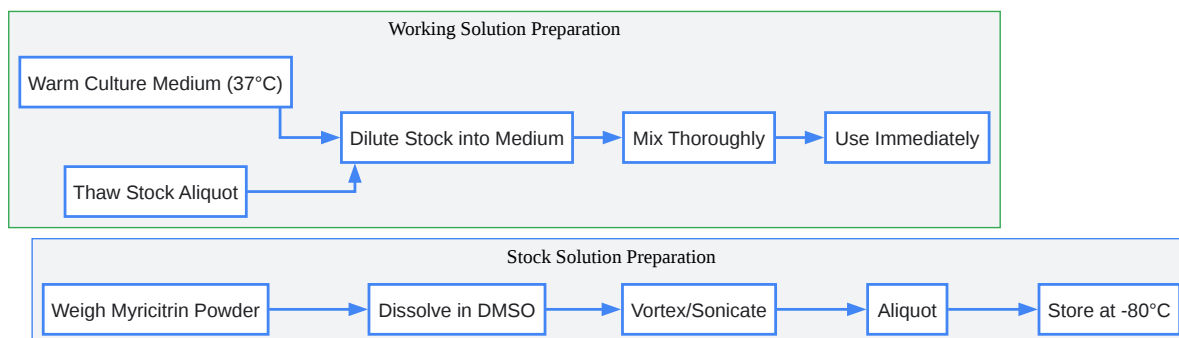 Working Solution Preparation
Warm Culture Medium (37°C)
Dilute Stock into Medium
Mix Thoroughly
Use Immediately
Thaw Stock Aliquot
Stock Solution Preparation
Weigh Myricitrin Powder
Dissolve in DMSO
Vortex/Sonicate
Aliquot
Store at -80°C